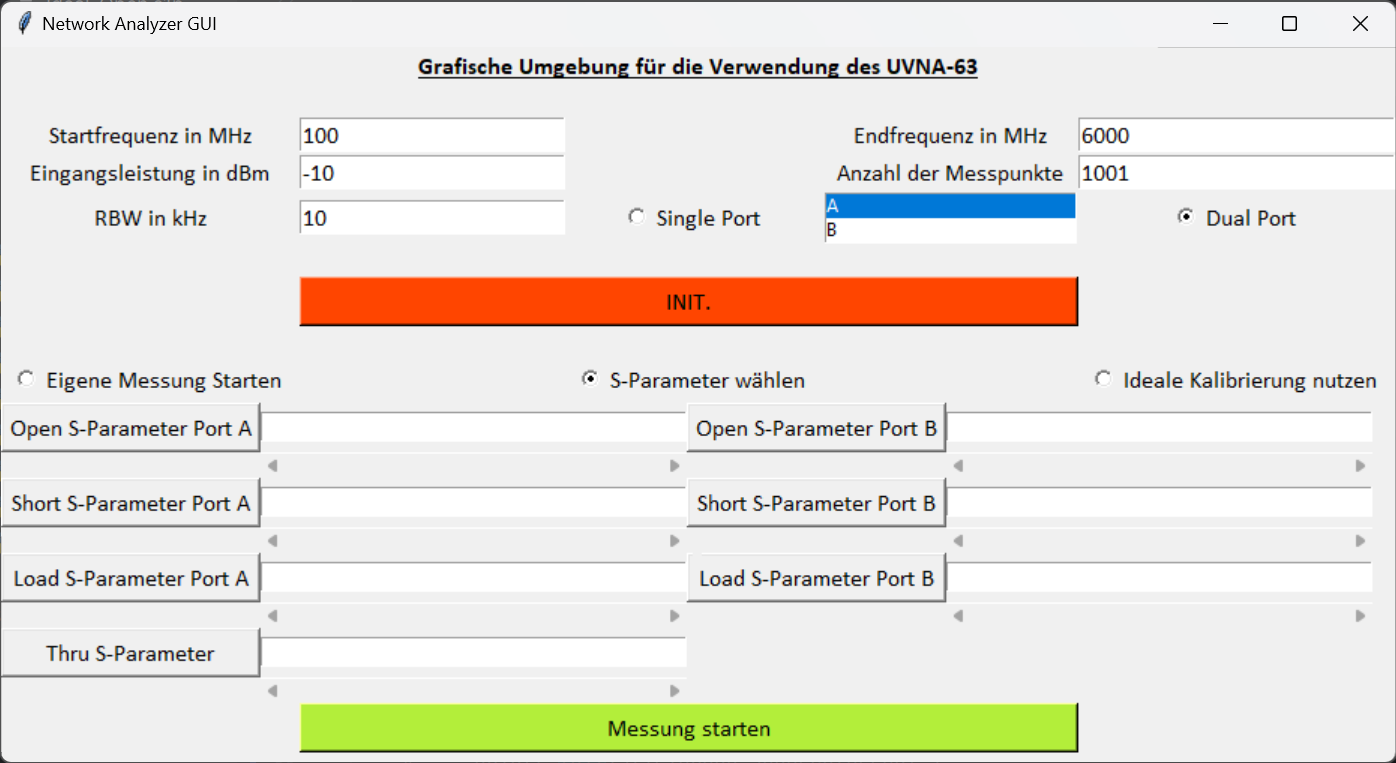 Network Analyzer GUI
Grafische Umgebung für die Verwendung des UVNA-63
Startfrequenz in MHz 100 Endfrequenz in MHz 6000
Eingangsleistung in dBm -10 Anzahl der Messpunkte 1001
RBW in kHz 10 Single Port A Dual Port
B
INIT.
Eigene Messung Starten S-Parameter wählen Ideale Kalibrierung nutzen
Open S-Parameter Port A Open S-Parameter Port B
Short S-Parameter Port A Short S-Parameter Port B
Load S-Parameter Port A Load S-Parameter Port B
Thru S-Parameter
Messung starten